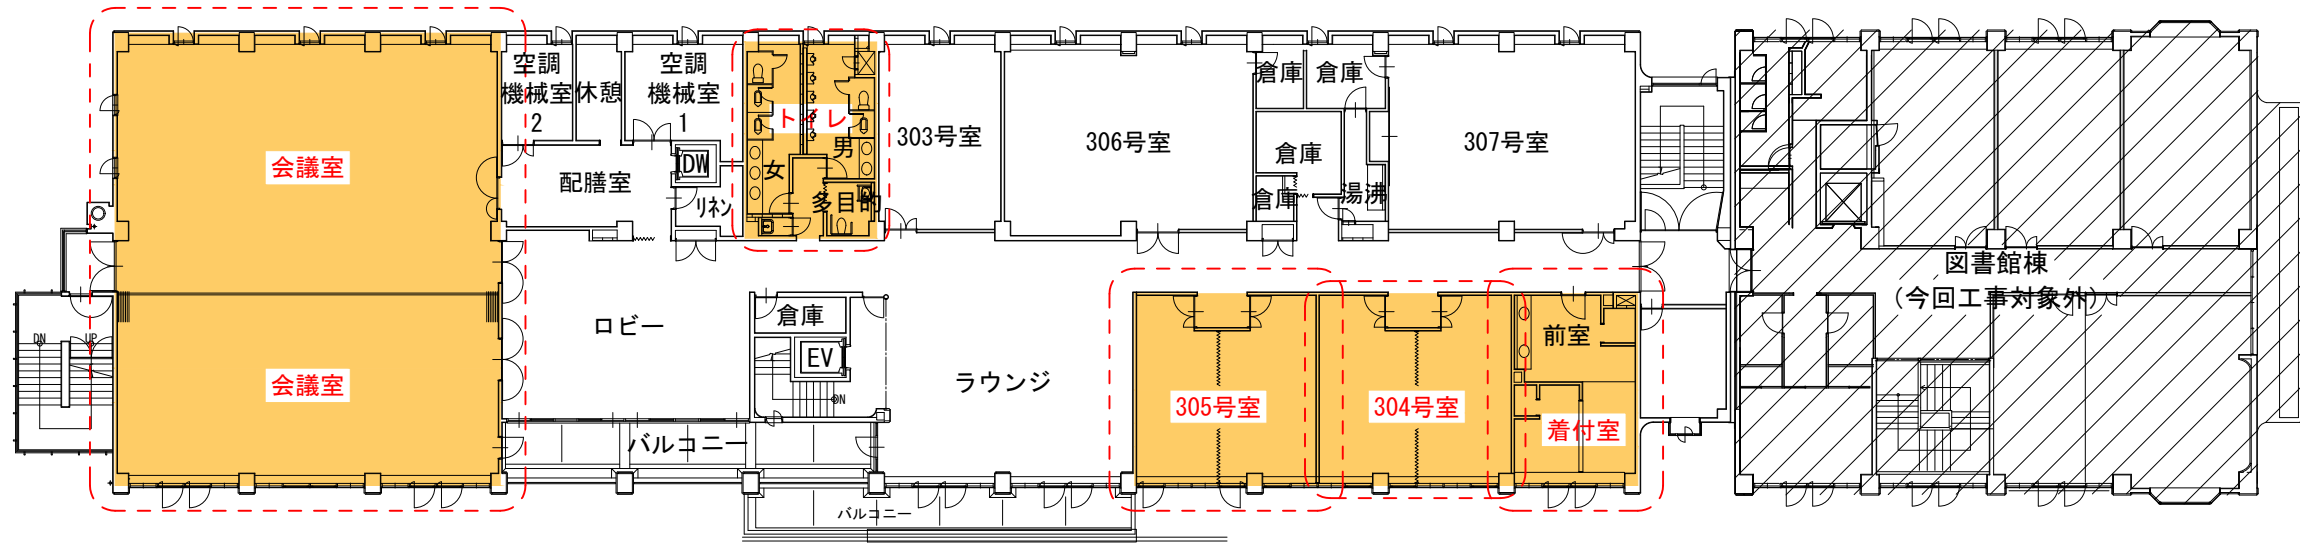 空調
機械室
2
休憩
空調
機械室
1
倉庫
倉庫
トイレ
303号室
306号室
307号室
会議室
DW
女
男
倉庫
配膳室
リネン
多目的
倉庫
湯沸
図書館棟
(今回工事対象外)
ロビー
倉庫
前室
DN
UP
EV
会議室
ラウンジ
DN
305号室
304号室
着付室
バルコニー
バルコニー